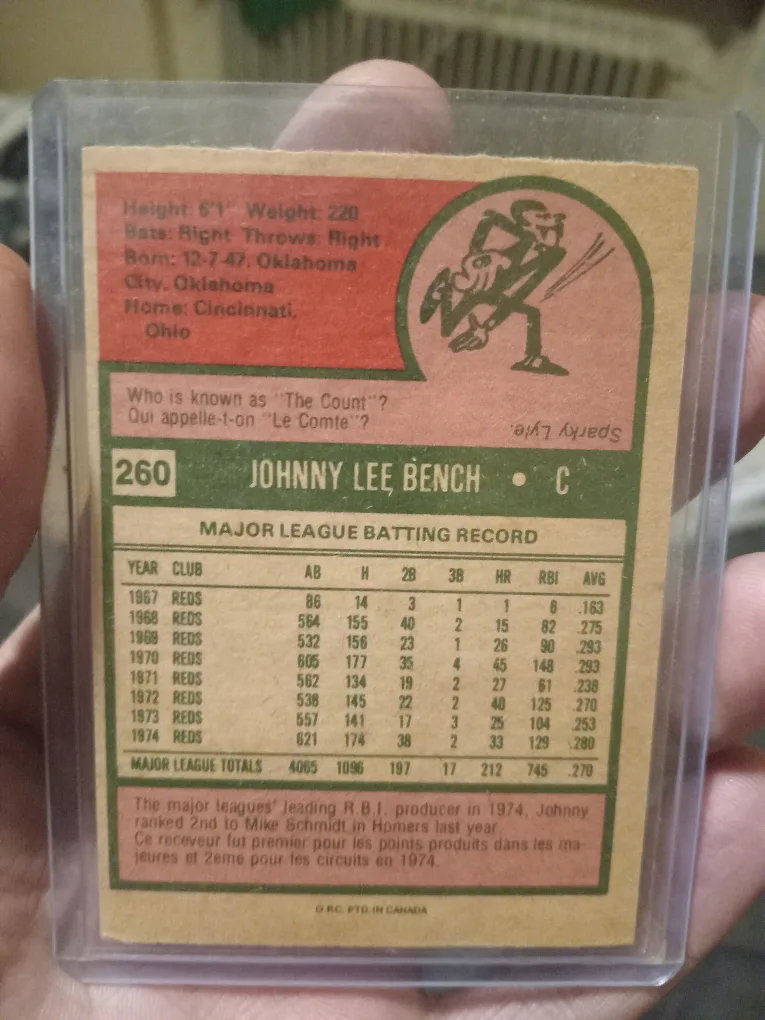 Height: 6'1" Weight: 220
Bats: Right Throws: Right
Born: 12-7-47, Oklahoma
City, Oklahoma
Home: Cincinnati,
Ohio
Who is known as "The Count"?
Qui appelle-t-on "Le Comte"?
Sparky Lyle.
260 JOHNNY LEE BENCH • C
MAJOR LEAGUE BATTING RECORD
YEAR CLUB AB H 2B 3B HR RBI AVG
1967 REDS 86 14 3 1 1 6 .163
1968 REDS 564 155 40 2 15 82 .275
1969 REDS 532 156 23 1 26 90 .293
1970 REDS 605 177 35 4 45 148 .293
1971 REDS 562 134 19 2 27 61 .238
1972 REDS 538 145 22 2 40 125 .270
1973 REDS 557 141 17 3 25 104 .253
1974 REDS 621 174 38 2 33 129 .280
MAJOR LEAGUE TOTALS 4065 1096 197 17 212 745 .270
The major leagues' leading R.B.I. producer in 1974, Johnny
ranked 2nd to Mike Schmidt in Homers last year.
Ce receveur fut premier pour les points produits dans les ma-
jeures et 2eme pour les circuits en 1974.
O.P.C. PTD. IN CANADA